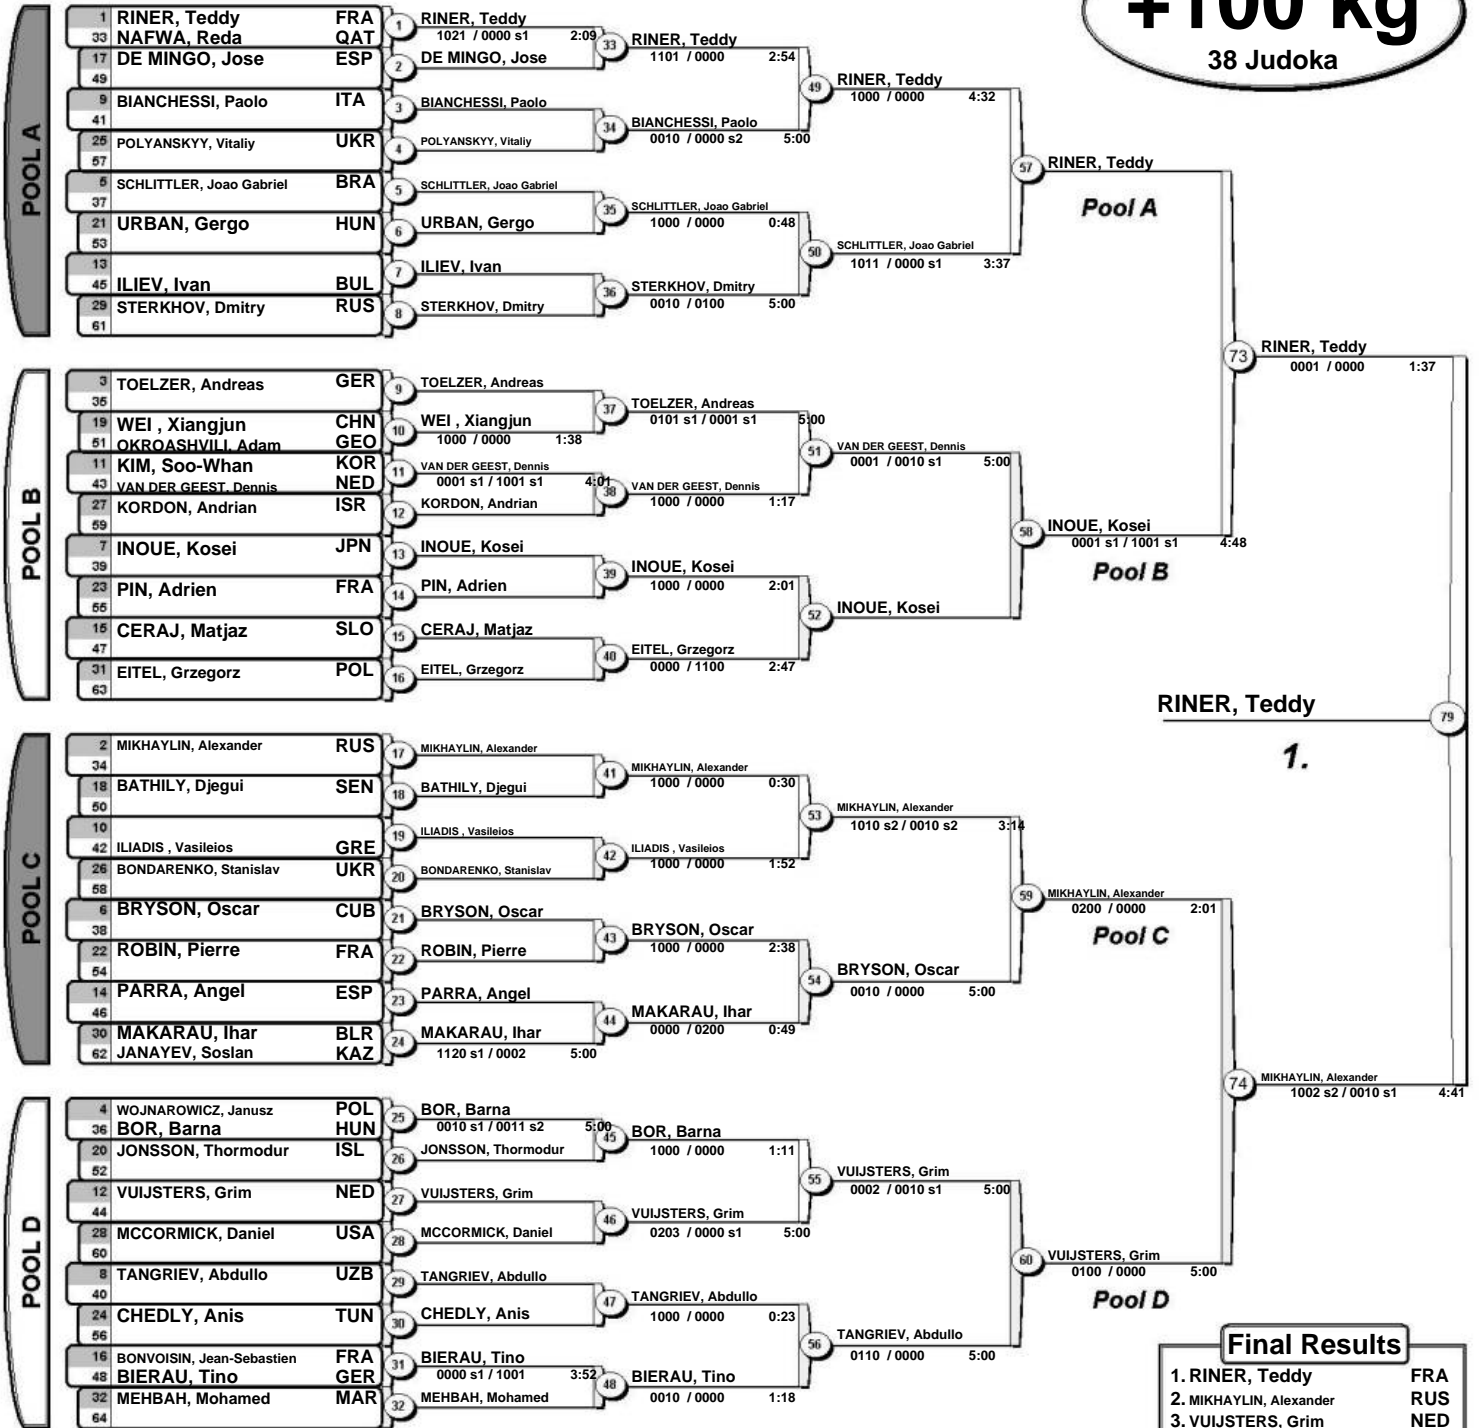 +100 kg
38 Judoka
POOL A
1 RINER, Teddy FRA
33 NAFWA, Reda QAT
17 DE MINGO, Jose ESP
49
9 BIANCHESSI, Paolo ITA
41
25 POLYANSKYY, Vitaliy UKR
57
5 SCHLITTLER, Joao Gabriel BRA
37
21 URBAN, Gergo HUN
53
13
45 ILIEV, Ivan BUL
29 STERKHOV, Dmitry RUS
61
1 RINER, Teddy
1021 / 0000 s1 2:09
2 DE MINGO, Jose
3 BIANCHESSI, Paolo
4 POLYANSKYY, Vitaliy
5 SCHLITTLER, Joao Gabriel
6 URBAN, Gergo
7 ILIEV, Ivan
8 STERKHOV, Dmitry
33 RINER, Teddy
1101 / 0000 2:54
34 BIANCHESSI, Paolo
0010 / 0000 s2 5:00
35 SCHLITTLER, Joao Gabriel
1000 / 0000 0:48
36 STERKHOV, Dmitry
0010 / 0100 5:00
49 RINER, Teddy
1000 / 0000 4:32
50 SCHLITTLER, Joao Gabriel
1011 / 0000 s1 3:37
57 RINER, Teddy
Pool A
POOL B
3 TOELZER, Andreas GER
35
19 WEI , Xiangjun CHN
51 OKROASHVILI, Adam GEO
11 KIM, Soo-Whan KOR
43 VAN DER GEEST, Dennis NED
27 KORDON, Andrian ISR
59
7 INOUE, Kosei JPN
39
23 PIN, Adrien FRA
55
15 CERAJ, Matjaz SLO
47
31 EITEL, Grzegorz POL
63
9 TOELZER, Andreas
10 WEI , Xiangjun
1000 / 0000 1:38
11 VAN DER GEEST, Dennis
0001 s1 / 1001 s1 4:01
12 KORDON, Andrian
13 INOUE, Kosei
14 PIN, Adrien
15 CERAJ, Matjaz
16 EITEL, Grzegorz
37 TOELZER, Andreas
0101 s1 / 0001 s1 5:00
38 VAN DER GEEST, Dennis
1000 / 0000 1:17
39 INOUE, Kosei
1000 / 0000 2:01
40 EITEL, Grzegorz
0000 / 1100 2:47
51 VAN DER GEEST, Dennis
0001 / 0010 s1 5:00
52 INOUE, Kosei
58 INOUE, Kosei
0001 s1 / 1001 s1 4:48
Pool B
73 RINER, Teddy
0001 / 0000 1:37
RINER, Teddy 79
1.
POOL C
2 MIKHAYLIN, Alexander RUS
34
18 BATHILY, Djegui SEN
50
10
42 ILIADIS , Vasileios GRE
26 BONDARENKO, Stanislav UKR
58
6 BRYSON, Oscar CUB
38
22 ROBIN, Pierre FRA
54
14 PARRA, Angel ESP
46
30 MAKARAU, Ihar BLR
62 JANAYEV, Soslan KAZ
17 MIKHAYLIN, Alexander
18 BATHILY, Djegui
19 ILIADIS , Vasileios
20 BONDARENKO, Stanislav
21 BRYSON, Oscar
22 ROBIN, Pierre
23 PARRA, Angel
24 MAKARAU, Ihar
1120 s1 / 0002 5:00
41 MIKHAYLIN, Alexander
1000 / 0000 0:30
42 ILIADIS , Vasileios
1000 / 0000 1:52
43 BRYSON, Oscar
1000 / 0000 2:38
44 MAKARAU, Ihar
0000 / 0200 0:49
53 MIKHAYLIN, Alexander
1010 s2 / 0010 s2 3:14
54 BRYSON, Oscar
0010 / 0000 5:00
59 MIKHAYLIN, Alexander
0200 / 0000 2:01
Pool C
74 MIKHAYLIN, Alexander
1002 s2 / 0010 s1 4:41
POOL D
4 WOJNAROWICZ, Janusz POL
36 BOR, Barna HUN
20 JONSSON, Thormodur ISL
52
12 VUIJSTERS, Grim NED
44
28 MCCORMICK, Daniel USA
60
8 TANGRIEV, Abdullo UZB
40
24 CHEDLY, Anis TUN
56
16 BONVOISIN, Jean-Sebastien FRA
48 BIERAU, Tino GER
32 MEHBAH, Mohamed MAR
64
25 BOR, Barna
0010 s1 / 0011 s2 5:00
26 JONSSON, Thormodur
27 VUIJSTERS, Grim
28 MCCORMICK, Daniel
29 TANGRIEV, Abdullo
30 CHEDLY, Anis
31 BIERAU, Tino
0000 s1 / 1001 3:52
32 MEHBAH, Mohamed
45 BOR, Barna
1000 / 0000 1:11
46 VUIJSTERS, Grim
0203 / 0000 s1 5:00
47 TANGRIEV, Abdullo
1000 / 0000 0:23
48 BIERAU, Tino
0010 / 0000 1:18
55 VUIJSTERS, Grim
0002 / 0010 s1 5:00
56 TANGRIEV, Abdullo
0110 / 0000 5:00
60 VUIJSTERS, Grim
0100 / 0000 5:00
Pool D
Final Results
1. RINER, Teddy FRA
2. MIKHAYLIN, Alexander RUS
3. VUIJSTERS, Grim NED